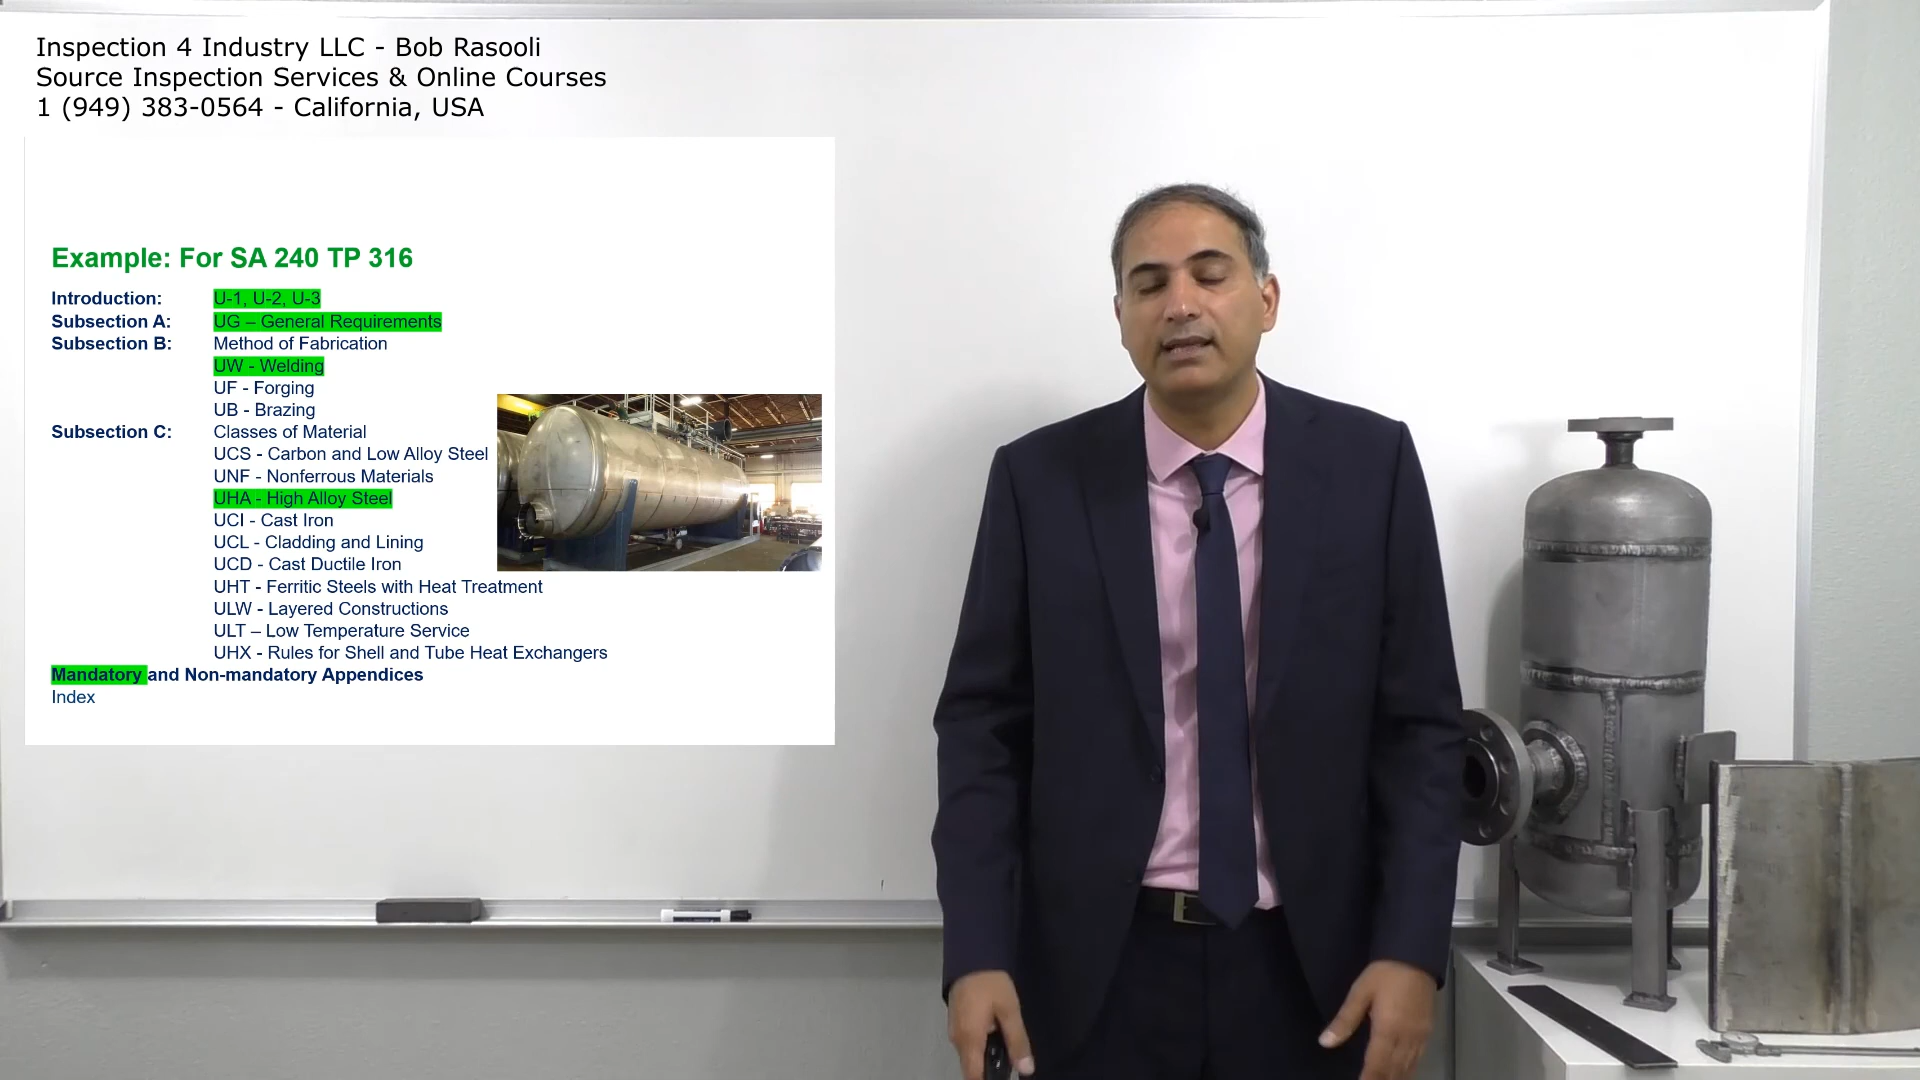 Inspection 4 Industry LLC - Bob Rasooli
Source Inspection Services & Online Courses
1 (949) 383-0564 - California, USA
Example: For SA 240 TP 316
Introduction: U-1, U-2, U-3
Subsection A: UG – General Requirements
Subsection B: Method of Fabrication
UW - Welding
UF - Forging
UB - Brazing
Subsection C: Classes of Material
UCS - Carbon and Low Alloy Steel
UNF - Nonferrous Materials
UHA - High Alloy Steel
UCI - Cast Iron
UCL - Cladding and Lining
UCD - Cast Ductile Iron
UHT - Ferritic Steels with Heat Treatment
ULW - Layered Constructions
ULT – Low Temperature Service
UHX - Rules for Shell and Tube Heat Exchangers
Mandatory and Non-mandatory Appendices
Index